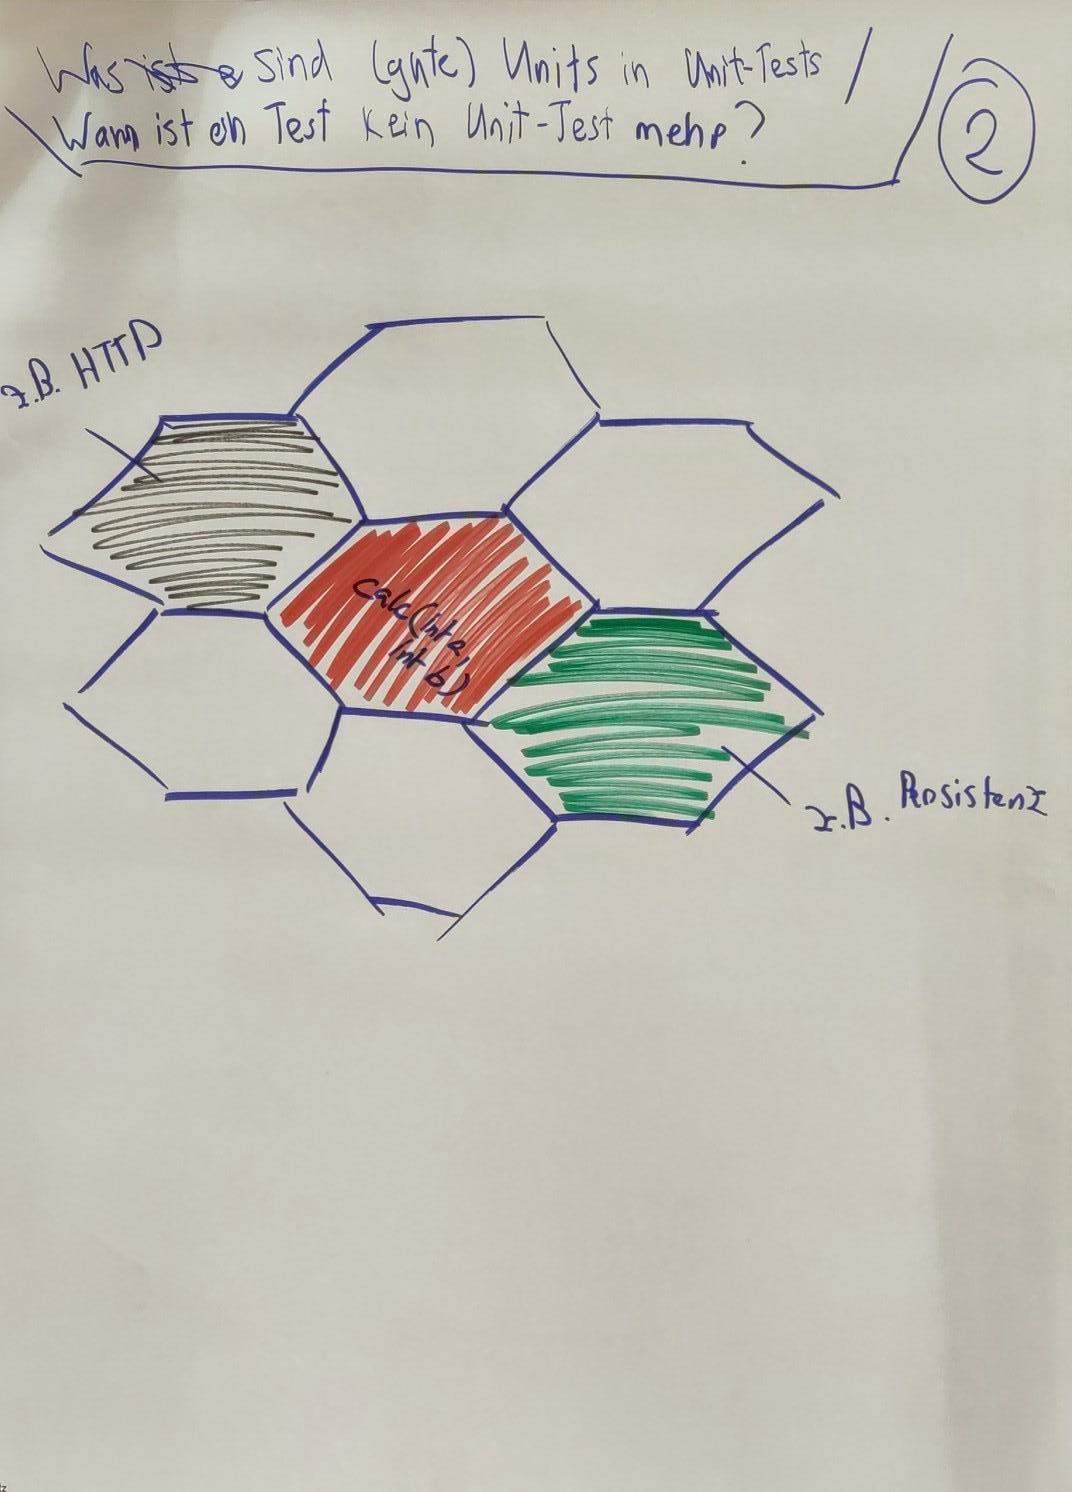 Was sind (gute) Units in Unit-Tests /
Wann ist ein Test kein Unit-Test mehr?
2
z.B. HTTP
calc(int a,
int b)
z.B. Persistenz
tz